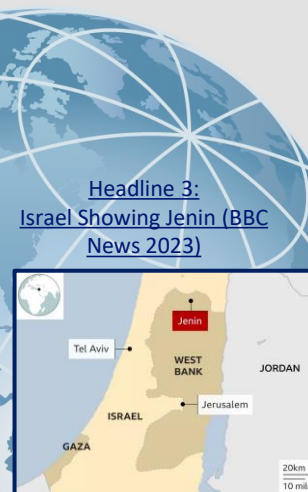 Headline 3:
Israel Showing Jenin (BBC
News 2023)
Jenin
Tel Aviv
WEST
BANK
JORDAN
Jerusalem
ISRAEL
GAZA
20km
10 mil